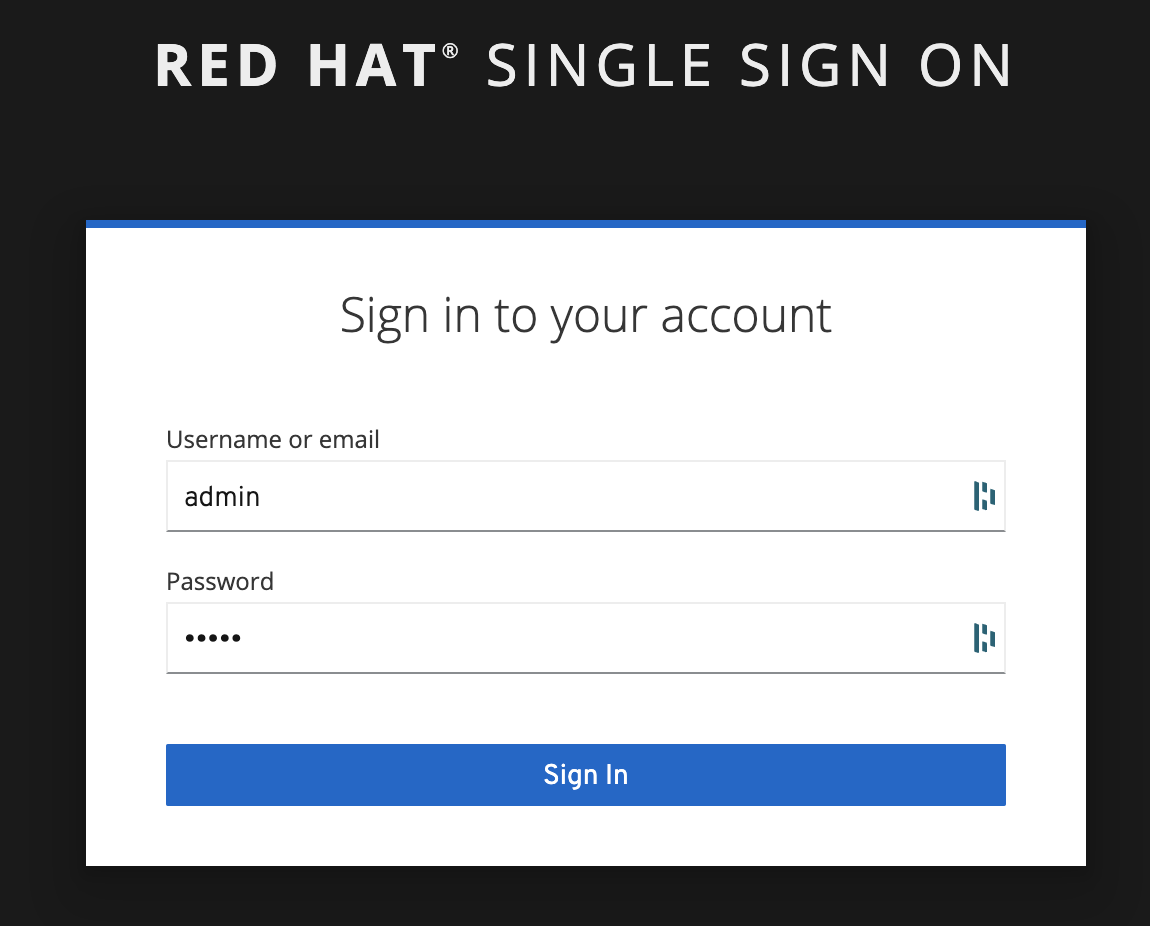 RED HAT® SINGLE SIGN ON
Sign in to your account
Username or email
admin
Password
•••••
Sign In